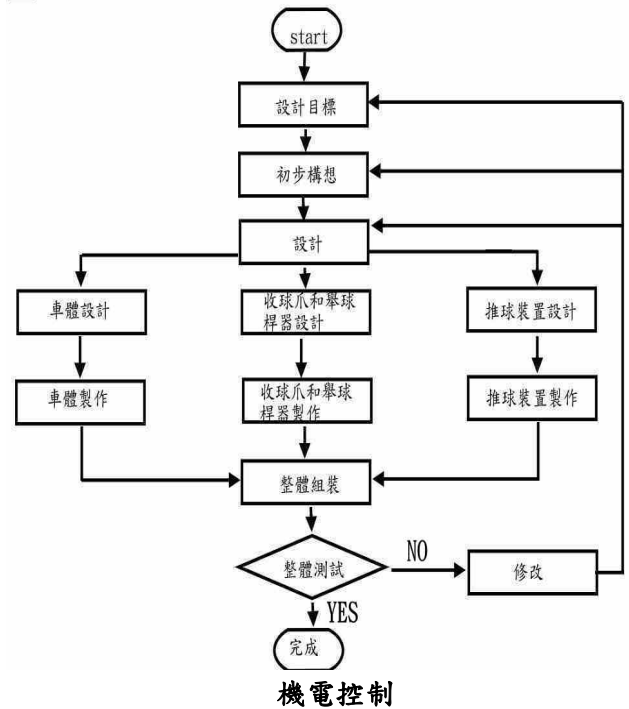 start
設計目標
初步構想
設計
車體設計
收球爪和舉球
桿器設計
推球裝置設計
車體製作
收球爪和舉球
桿器製作
推球裝置製作
整體組裝
整體測試
NO
修改
YES
完成
機電控制